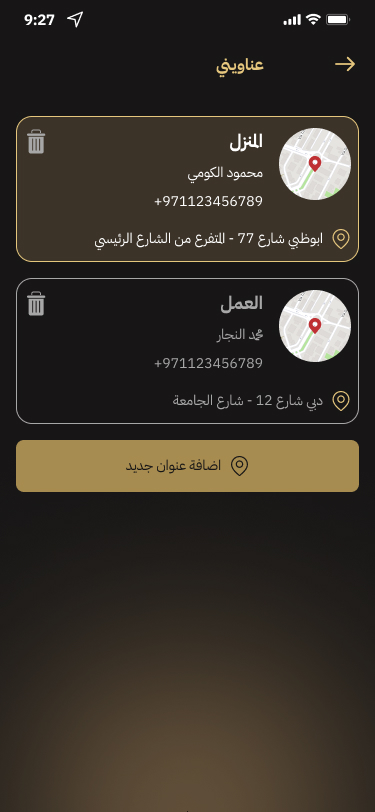 9:27
عناويني
المنزل
محمود الكومي
+971123456789
ابوظبي شارع 77 - المتفرع من الشارع الرئيسي
العمل
محمد النجار
+971123456789
دبي شارع 12 - شارع الجامعة
اضافة عنوان جديد